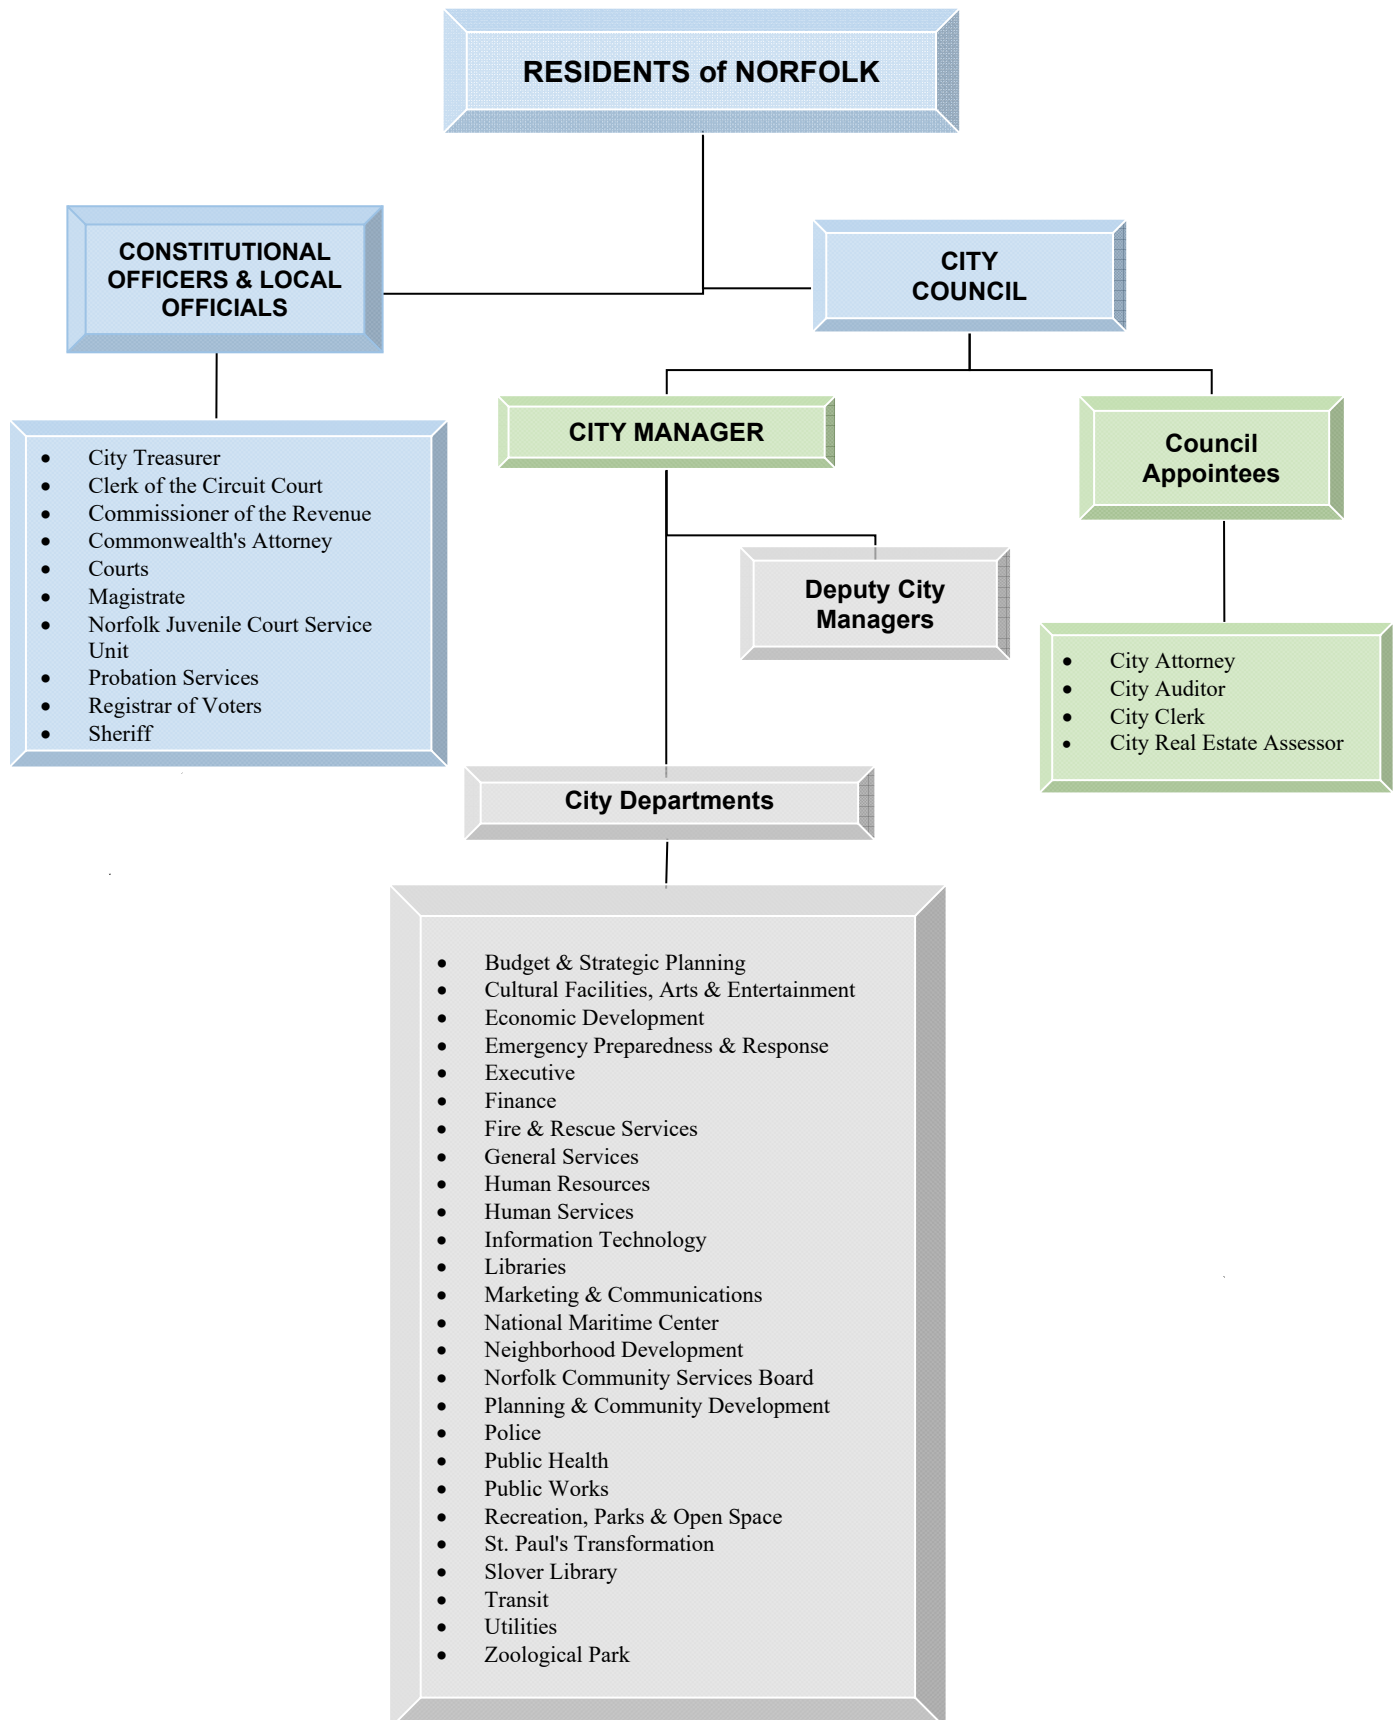 RESIDENTS of NORFOLK
CONSTITUTIONAL
OFFICERS & LOCAL
OFFICIALS
CITY
COUNCIL
CITY MANAGER
Council
Appointees
Deputy City
Managers
• City Treasurer
• Clerk of the Circuit Court
• Commissioner of the Revenue
• Commonwealth's Attorney
• Courts
• Magistrate
• Norfolk Juvenile Court Service
Unit
• Probation Services
• Registrar of Voters
• Sheriff
• City Attorney
• City Auditor
• City Clerk
• City Real Estate Assessor
City Departments
• Budget & Strategic Planning
• Cultural Facilities, Arts & Entertainment
• Economic Development
• Emergency Preparedness & Response
• Executive
• Finance
• Fire & Rescue Services
• General Services
• Human Resources
• Human Services
• Information Technology
• Libraries
• Marketing & Communications
• National Maritime Center
• Neighborhood Development
• Norfolk Community Services Board
• Planning & Community Development
• Police
• Public Health
• Public Works
• Recreation, Parks & Open Space
• St. Paul's Transformation
• Slover Library
• Transit
• Utilities
• Zoological Park